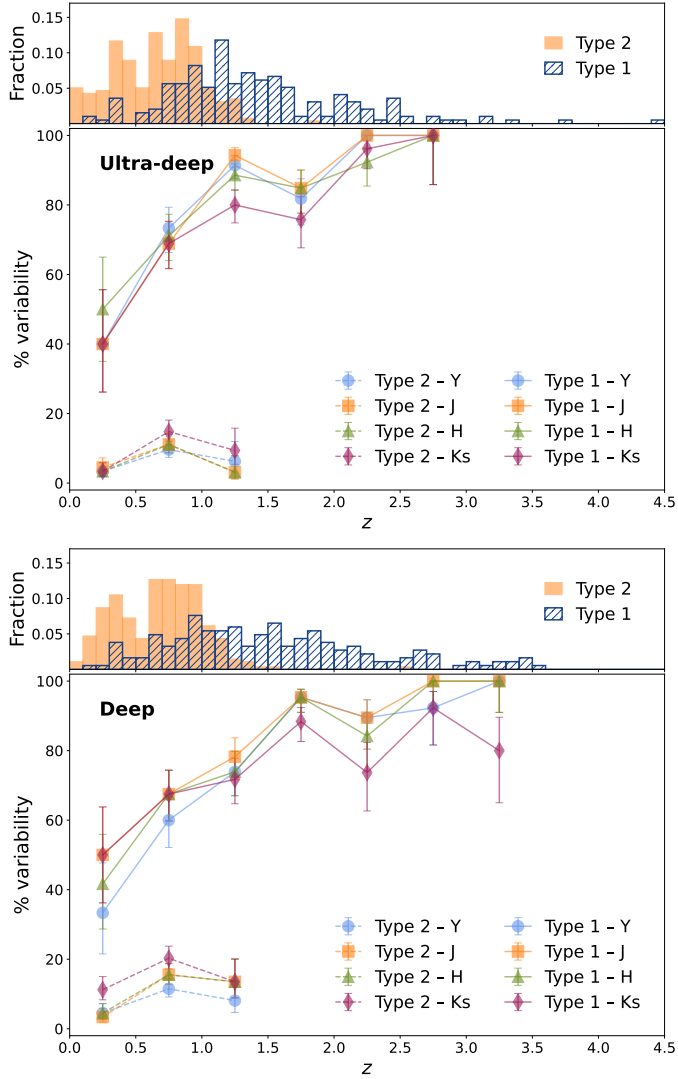 Fraction
0.15
0.10
0.05
Type 2
Type 1
% variability
100
80
60
40
20
0
Ultra-deep
Type 2 – Y
Type 2 – J
Type 2 – H
Type 2 – Ks
Type 1 – Y
Type 1 – J
Type 1 – H
Type 1 – Ks
0.0 0.5 1.0 1.5 2.0 2.5 3.0 3.5 4.0 4.5
z
Fraction
0.15
0.10
0.05
Type 2
Type 1
% variability
100
80
60
40
20
0
Deep
Type 2 – Y
Type 2 – J
Type 2 – H
Type 2 – Ks
Type 1 – Y
Type 1 – J
Type 1 – H
Type 1 – Ks
0.0 0.5 1.0 1.5 2.0 2.5 3.0 3.5 4.0 4.5
z